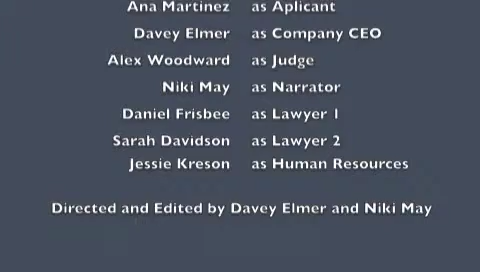 Ana Martinez as Aplicant
Davey Elmer as Company CEO
Alex Woodward as Judge
Niki May as Narrator
Daniel Frisbee as Lawyer 1
Sarah Davidson as Lawyer 2
Jessie Kreson as Human Resources
Directed and Edited by Davey Elmer and Niki May